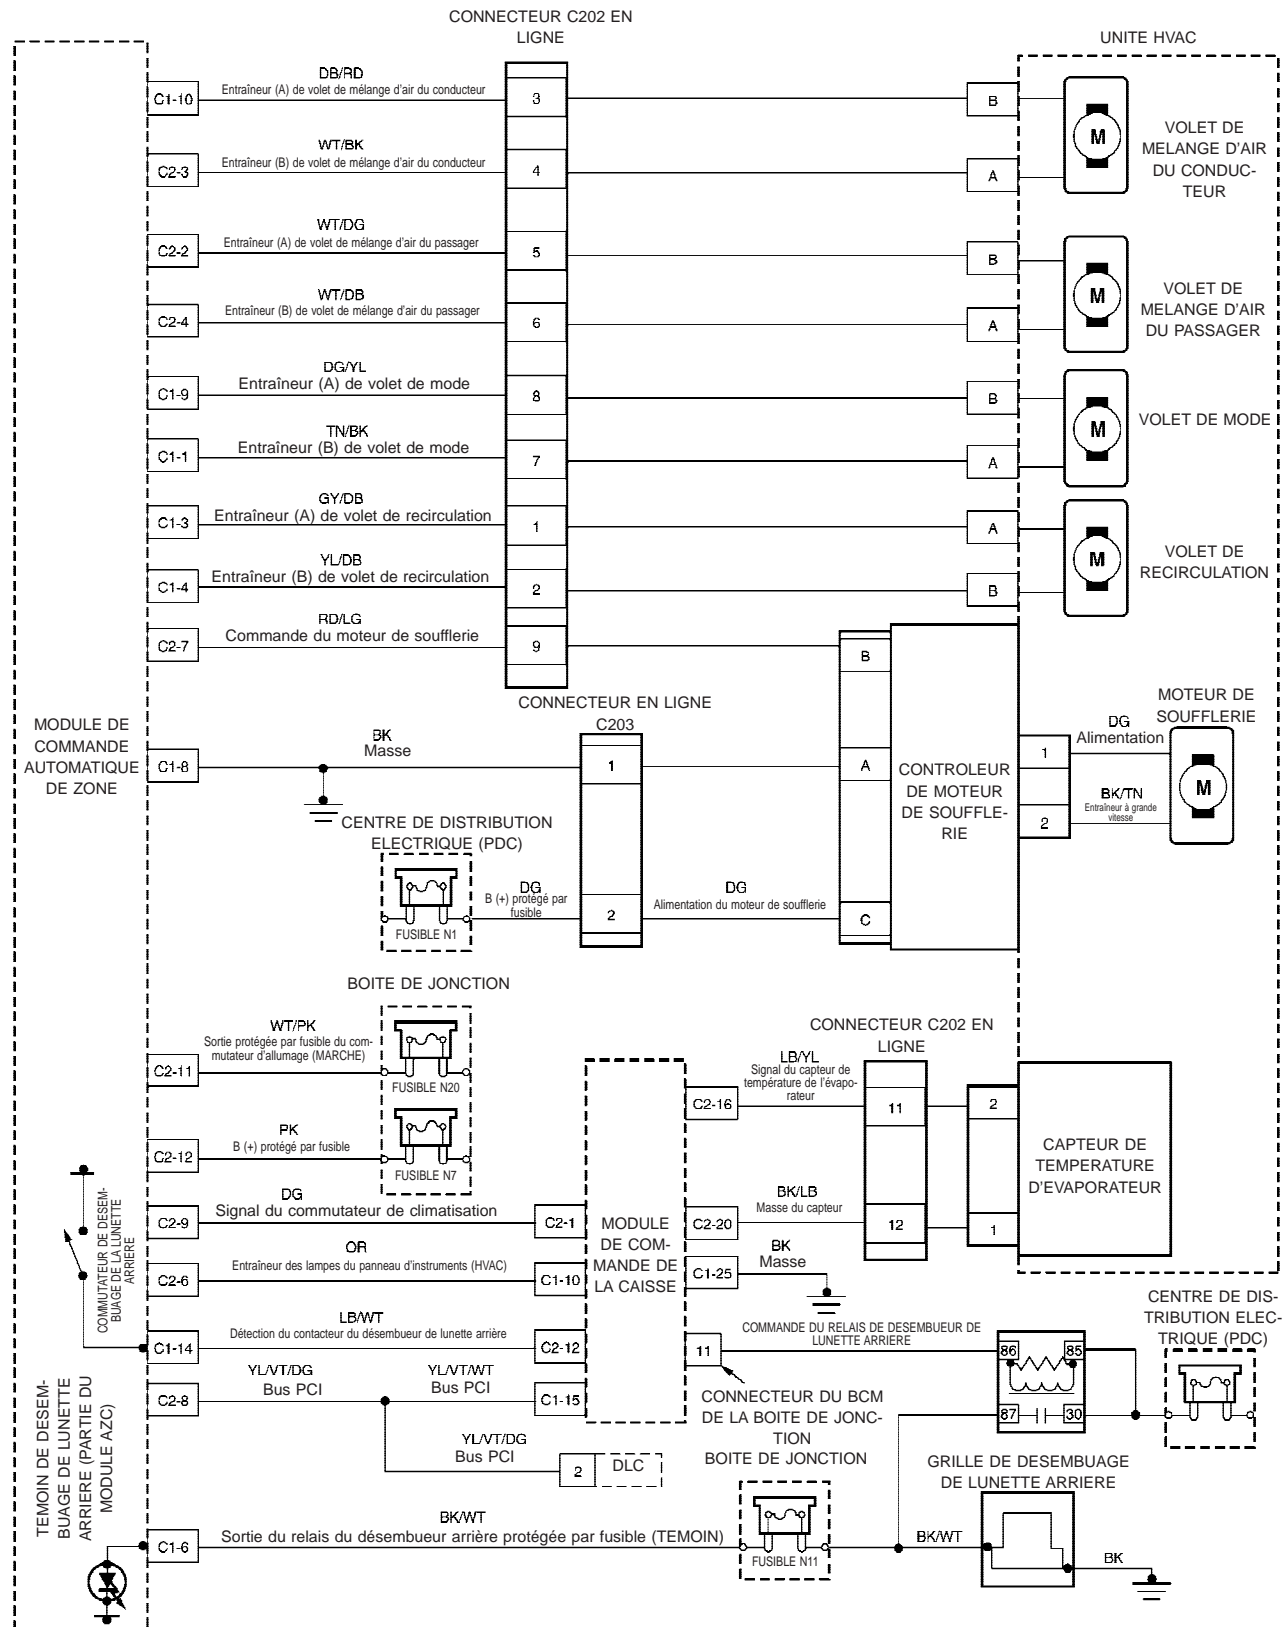 CONNECTEUR C202 EN
LIGNE
UNITE HVAC
C1-10
DB/RD
Entraîneur (A) de volet de mélange d'air du conducteur
3
B
M
VOLET DE
MELANGE D'AIR
DU CONDUC-
TEUR
C2-3
WT/BK
Entraîneur (B) de volet de mélange d'air du conducteur
4
A
C2-2
WT/DG
Entraîneur (A) de volet de mélange d'air du passager
5
B
M
VOLET DE
MELANGE D'AIR
DU PASSAGER
C2-4
WT/DB
Entraîneur (B) de volet de mélange d'air du passager
6
A
C1-9
DG/YL
Entraîneur (A) de volet de mode
8
B
M
VOLET DE MODE
C1-1
TN/BK
Entraîneur (B) de volet de mode
7
A
C1-3
GY/DB
Entraîneur (A) de volet de recirculation
1
A
M
VOLET DE
RECIRCULATION
C1-4
YL/DB
Entraîneur (B) de volet de recirculation
2
B
C2-7
RD/LG
Commande du moteur de soufflerie
9
B
MODULE DE
COMMANDE
AUTOMATIQUE
DE ZONE
CONNECTEUR EN LIGNE
C203
C1-8
BK
Masse
1
A
CONTROLEUR
DE MOTEUR
DE SOUFFLE-
RIE
1
DG
Alimentation
MOTEUR DE
SOUFFLERIE
M
2
BK/TN
Entraîneur à grande
vitesse
CENTRE DE DISTRIBUTION
ELECTRIQUE (PDC)
FUSIBLE N1
DG
B (+) protégé par
fusible
2
DG
Alimentation du moteur de soufflerie
C
BOITE DE JONCTION
C2-11
WT/PK
Sortie protégée par fusible du com-
mutateur d'allumage (MARCHE)
FUSIBLE N20
C2-12
PK
B (+) protégé par fusible
FUSIBLE N7
CONNECTEUR C202 EN
LIGNE
C2-16
LB/YL
Signal du capteur de
température de l'évapo-
rateur
11
2
CAPTEUR DE
TEMPERATURE
D'EVAPORATEUR
C2-20
BK/LB
Masse du capteur
12
1
C1-25
BK
Masse
COMMUTATEUR DE DESEM-
BUAGE DE LA LUNETTE
ARRIERE
C2-9
DG
Signal du commutateur de climatisation
C2-1
MODULE
DE COM-
MANDE DE
LA CAISSE
C2-6
OR
Entraîneur des lampes du panneau d'instruments (HVAC)
C1-10
C1-14
LB/WT
Détection du contacteur du désembueur de lunette arrière
C2-12
C2-8
YL/VT/DG
Bus PCI
YL/VT/WT
Bus PCI
C1-15
YL/VT/DG
Bus PCI
2
DLC
11
COMMANDE DU RELAIS DE DESEMBUEUR DE
LUNETTE ARRIERE
86
85
87
30
CENTRE DE DIS-
TRIBUTION ELEC-
TRIQUE (PDC)
CONNECTEUR DU BCM
DE LA BOITE DE JONC-
TION
BOITE DE JONCTION
FUSIBLE N11
GRILLE DE DESEMBUAGE
DE LUNETTE ARRIERE
BK/WT
BK
TEMOIN DE DESEM-
BUAGE DE LUNETTE
ARRIERE (PARTIE DU
MODULE AZC)
C1-6
BK/WT
Sortie du relais du désembueur arrière protégée par fusible (TEMOIN)